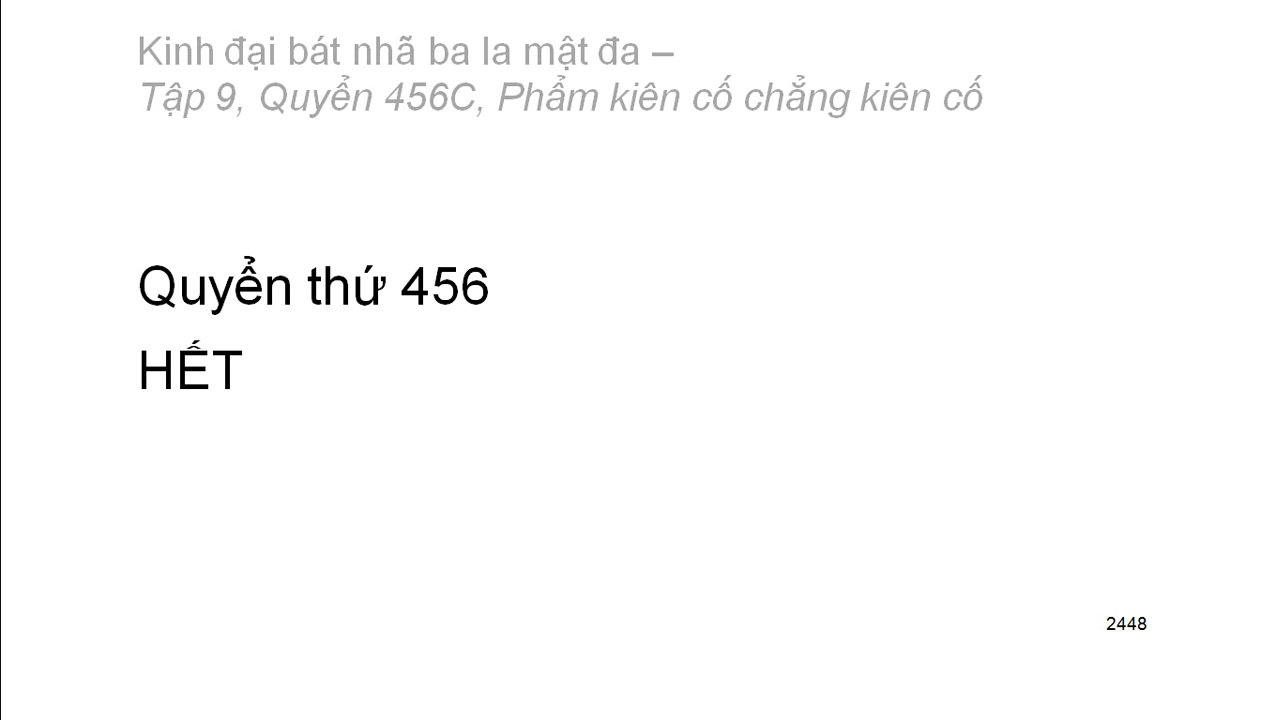 Kinh đại bát nhã ba la mật đa –
Tập 9, Quyển 456C, Phẩm kiên cố chẳng kiên cố
Quyển thứ 456
HẾT
2448